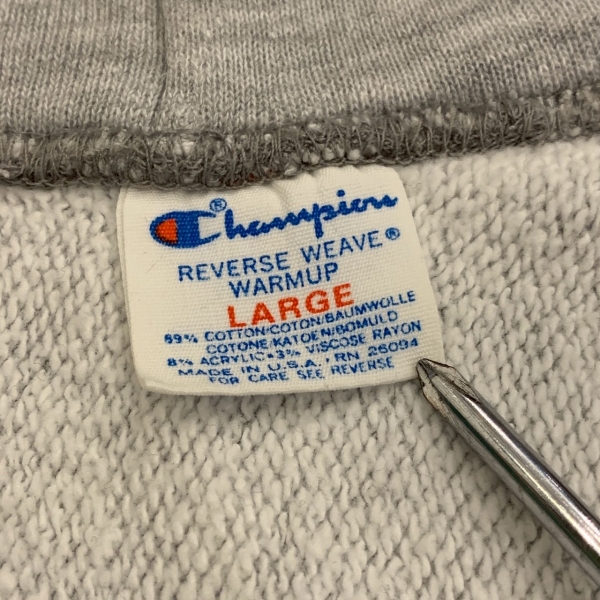 Champion®
REVERSE WEAVE®
WARMUP
LARGE
89% COTTON/COTON/BAUMWOLLE
COTONE/KATOEN/BOMULD
8% ACRYLIC • 3% VISCOSE RAYON
MADE IN U.S.A., RN 26094
FOR CARE SEE REVERSE